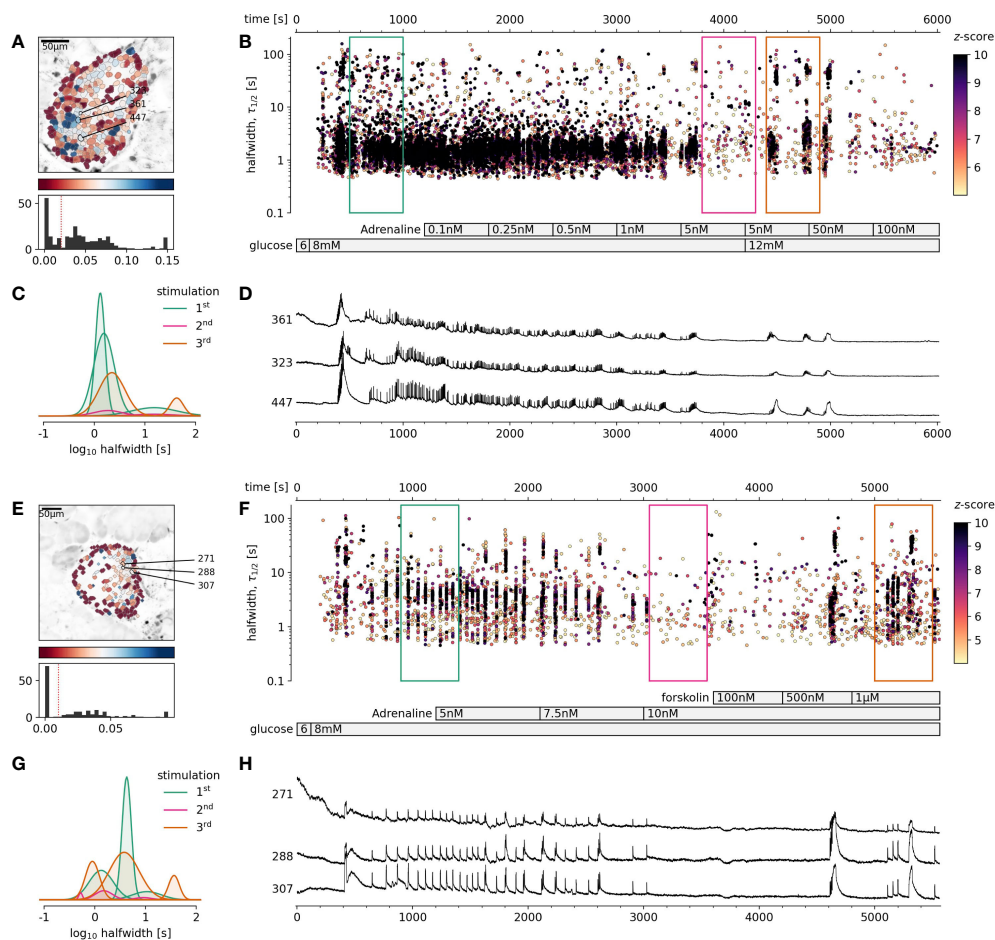 time [s] 0 1000 2000 3000 4000 5000 6000
A
50μm
323
361
447
50
0
0.00 0.05 0.10 0.15
B
halfwidth, τ1/2 [s]
100
10
1
0.1
z-score
10
9
8
7
6
Adrenaline 0.1nM 0.25nM 0.5nM 1nM 5nM 5nM 50nM 100nM
glucose 6 8mM 12mM
C
stimulation
1st
2nd
3rd
-1 0 1 2
log10 halfwidth [s]
D
361
323
447
0 1000 2000 3000 4000 5000 6000
E
50μm
271
288
307
50
0
0.00 0.05
time [s] 0 1000 2000 3000 4000 5000
F
halfwidth, τ1/2 [s]
100
10
1
0.1
z-score
10
9
8
7
6
5
forskolin 100nM 500nM 1μM
Adrenaline 5nM 7.5nM 10nM
glucose 6 8mM
G
stimulation
1st
2nd
3rd
-1 0 1 2
log10 halfwidth [s]
H
271
288
307
0 1000 2000 3000 4000 5000